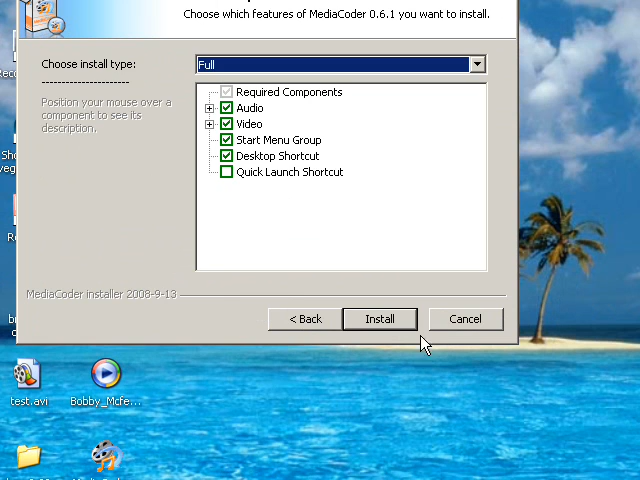 Choose which features of MediaCoder 0.6.1 you want to install.
Choose install type:
Full
---------------------
Position your mouse over a
component to see its
description.
Required Components
Audio
Video
Start Menu Group
Desktop Shortcut
Quick Launch Shortcut
MediaCoder installer 2008-9-13
< Back
Install
Cancel
test.avi
Bobby_Mcfe...